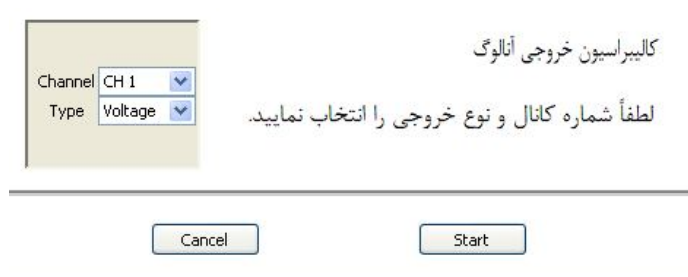 کالیبراسیون خروجی آنالوگ
Channel CH 1
Type Voltage
لطفاً شماره کانال و نوع خروجی را انتخاب نمایید.
Cancel
Start